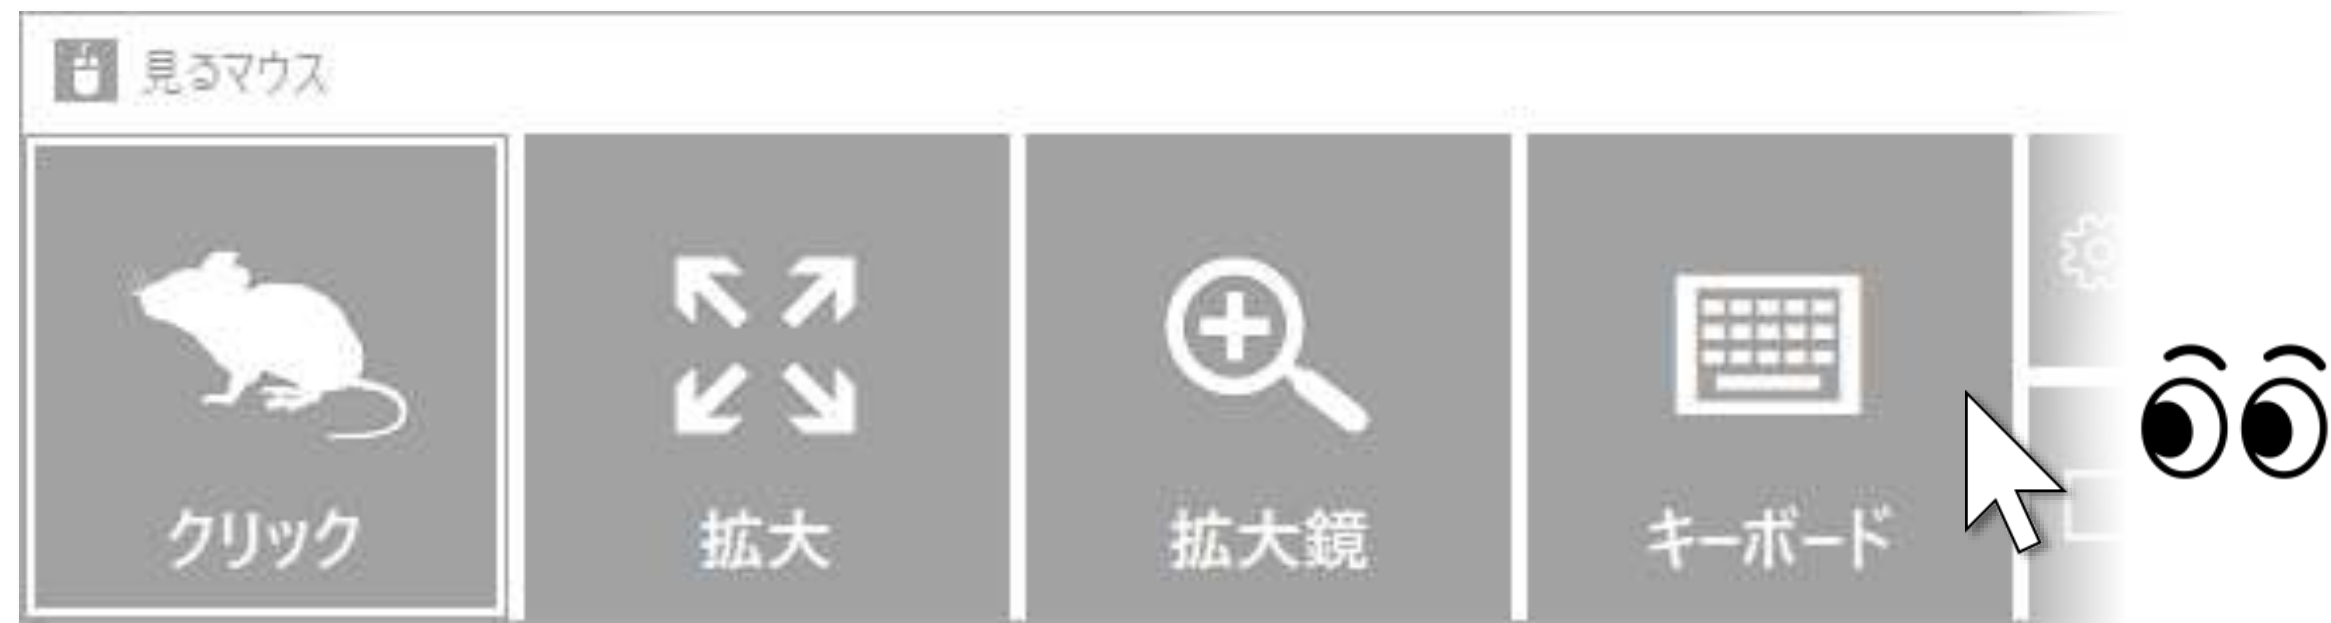 見るマウス
クリック
拡大
拡大鏡
キーボード